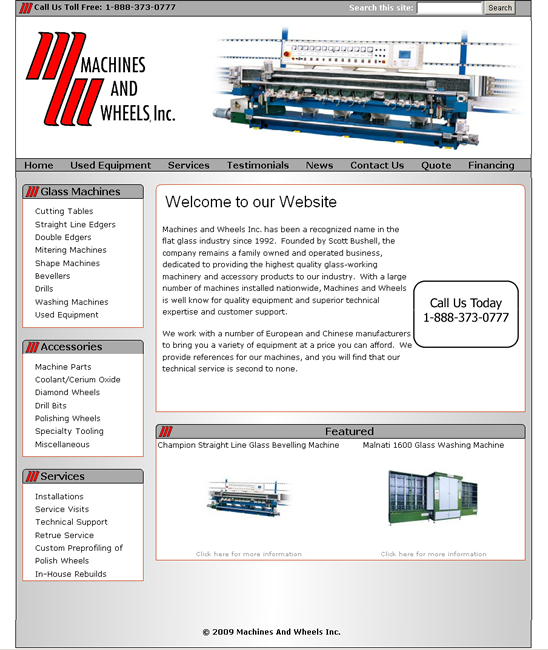 Call Us Toll Free: 1-888-373-0777
Search this site:
Search
MACHINES
AND
WHEELS, Inc.
Home Used Equipment Services Testimonials News Contact Us Quote Financing
Glass Machines
Cutting Tables
Straight Line Edgers
Double Edgers
Mitering Machines
Shape Machines
Bevellers
Drills
Washing Machines
Used Equipment
Accessories
Machine Parts
Coolant/Cerium Oxide
Diamond Wheels
Drill Bits
Polishing Wheels
Specialty Tooling
Miscellaneous
Services
Installations
Service Visits
Technical Support
Retrue Service
Custom Preprofiling of
Polish Wheels
In-House Rebuilds
Welcome to our Website
Machines and Wheels Inc. has been a recognized name in the
flat glass industry since 1992. Founded by Scott Bushell, the
company remains a family owned and operated business,
dedicated to providing the highest quality glass-working
machinery and accessory products to our industry. With a large
number of machines installed nationwide, Machines and Wheels
is well know for quality equipment and superior technical
expertise and customer support.
We work with a number of European and Chinese manufacturers
to bring you a variety of equipment at a price you can afford. We
provide references for our machines, and you will find that our
technical service is second to none.
Call Us Today
1-888-373-0777
Featured
Champion Straight Line Glass Bevelling Machine
Click here for more information
Malnati 1600 Glass Washing Machine
Click here for more information
© 2009 Machines And Wheels Inc.